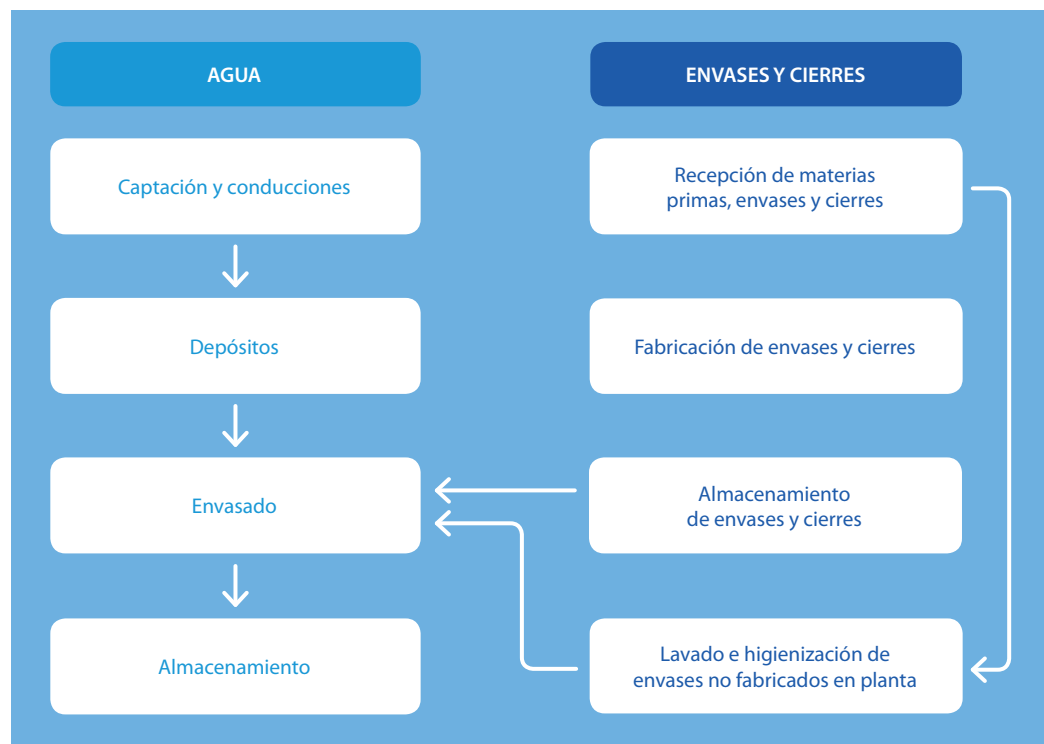 AGUA
ENVASES Y CIERRES
Captación y conducciones
Recepción de materias
primas, envases y cierres
Depósitos
Fabricación de envases y cierres
Envasado
Almacenamiento
de envases y cierres
Almacenamiento
Lavado e higienización de
envases no fabricados en planta